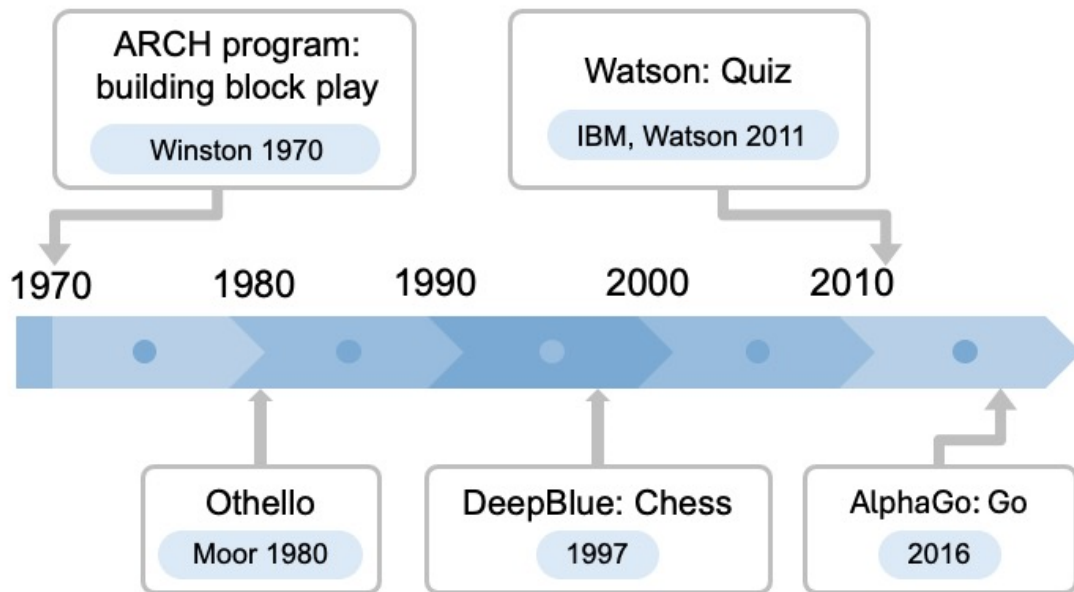 ARCH program:
building block play
Winston 1970
Watson: Quiz
IBM, Watson 2011
1970
1980
1990
2000
2010
Othello
Moor 1980
DeepBlue: Chess
1997
AlphaGo: Go
2016